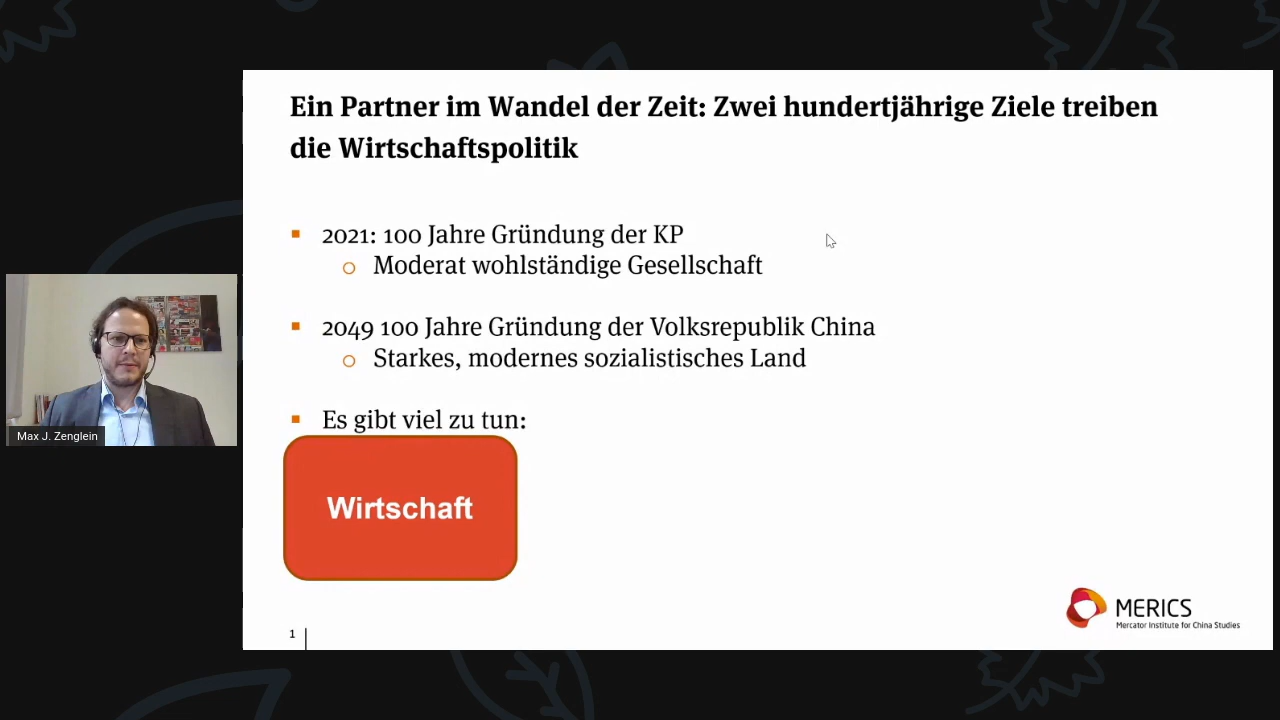 Ein Partner im Wandel der Zeit: Zwei hundertjährige Ziele treiben
die Wirtschaftspolitik
2021: 100 Jahre Gründung der KP
Moderat wohlständige Gesellschaft
2049 100 Jahre Gründung der Volksrepublik China
Starkes, modernes sozialistisches Land
Es gibt viel zu tun:
Wirtschaft
Max J. Zenglein
1
MERICS
Mercator Institute for China Studies